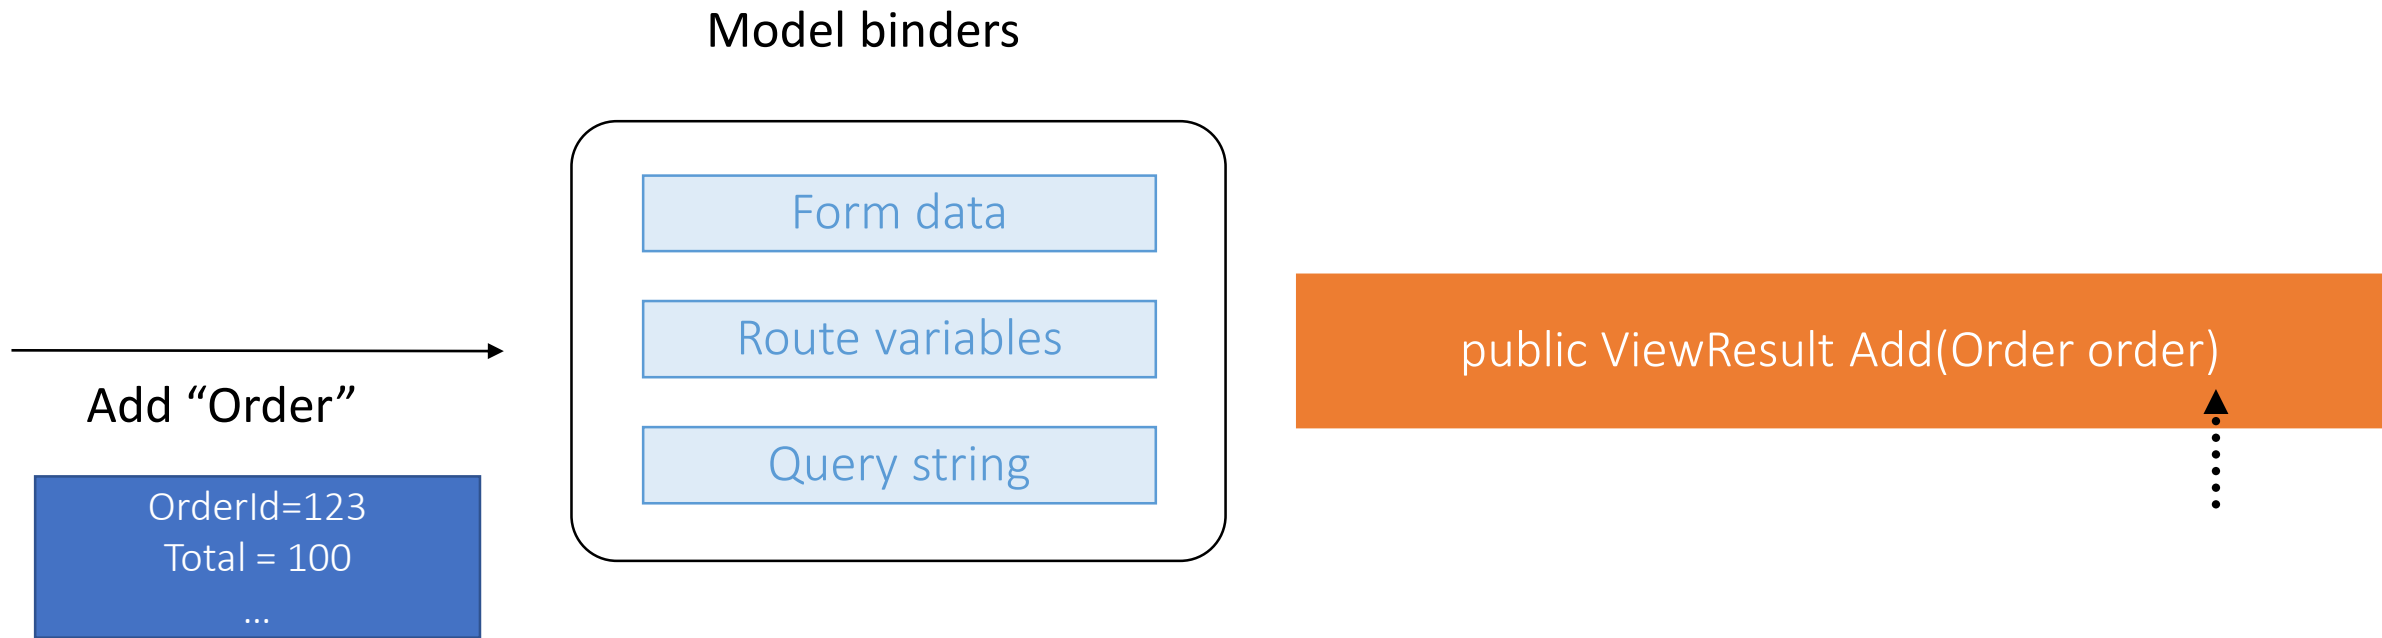 Model binders
Form data
Route variables
Query string
Add “Order”
OrderId=123
Total = 100
...
public ViewResult Add(Order order)